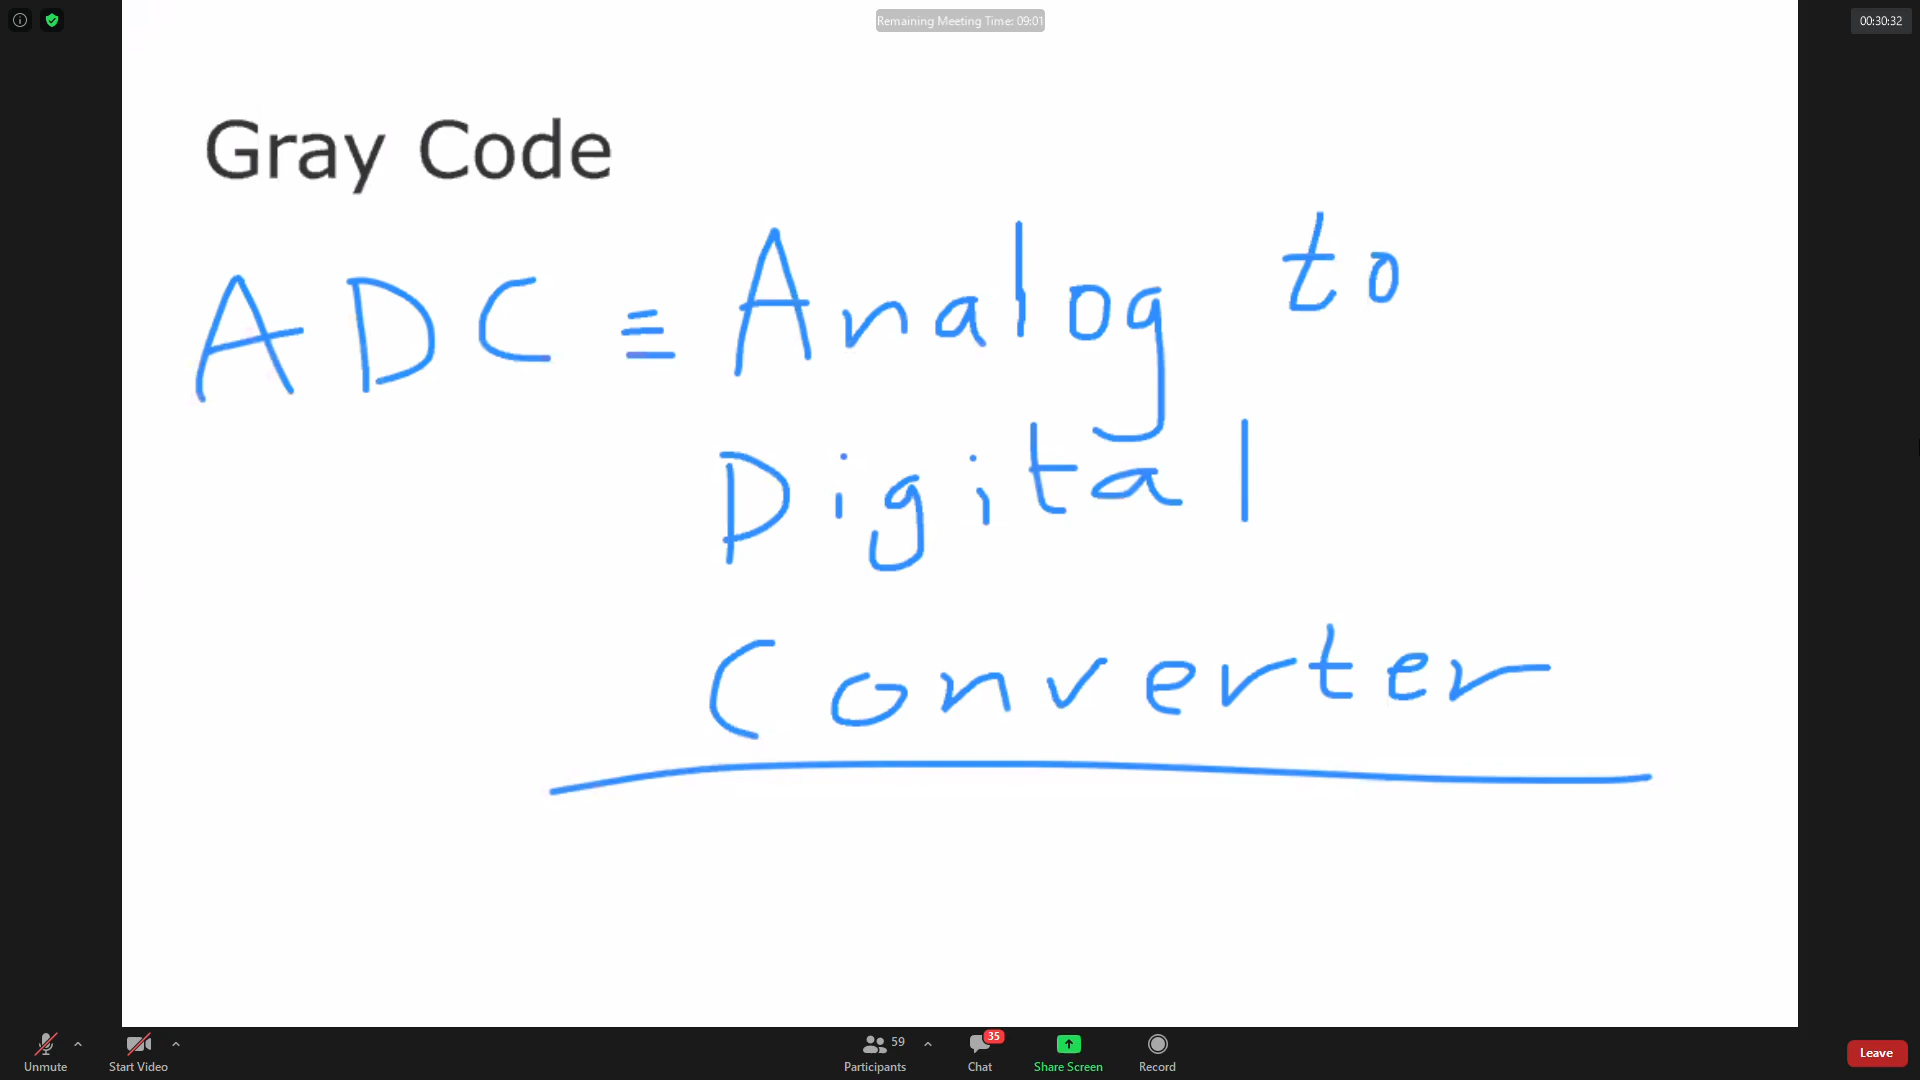 Remaining Meeting Time: 09:01
00:30:32
Gray Code
ADC ≡ Analog to
Digital
Converter
Unmute
Start Video
59
Participants
35
Chat
Share Screen
Record
Leave